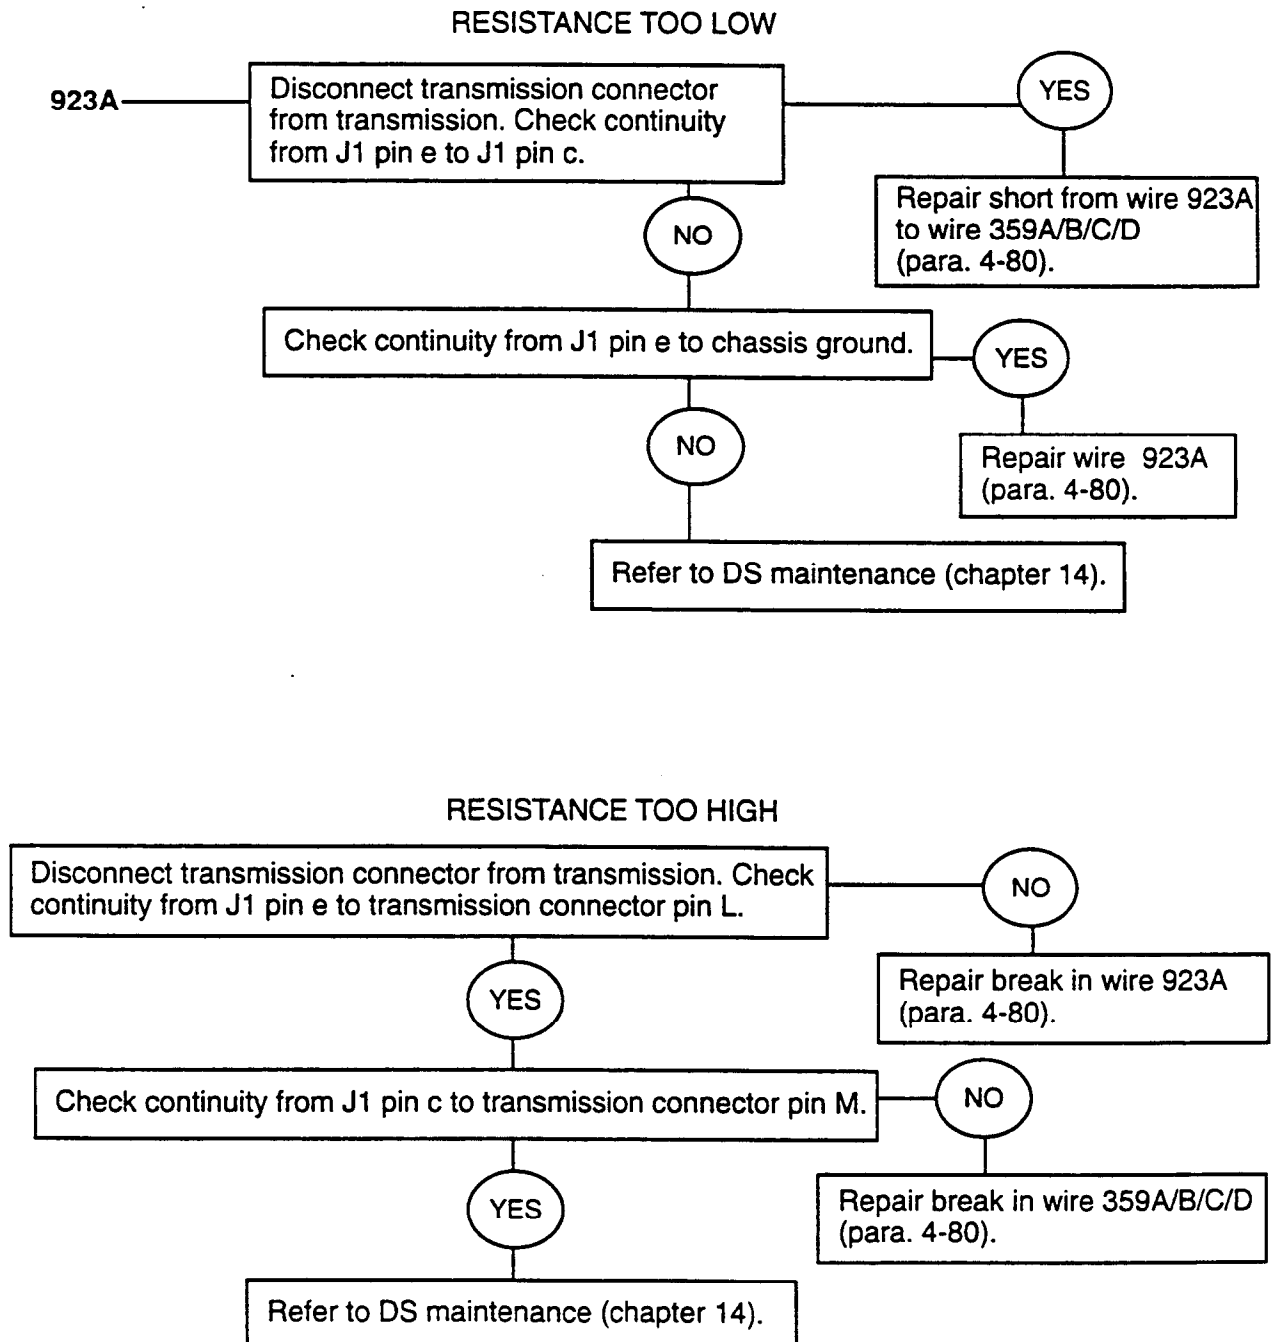 RESISTANCE TOO LOW
923A
Disconnect transmission connector
from transmission. Check continuity
from J1 pin e to J1 pin c.
YES
Repair short from wire 923A
to wire 359A/B/C/D
(para. 4-80).
NO
Check continuity from J1 pin e to chassis ground.
YES
Repair wire 923A
(para. 4-80).
NO
Refer to DS maintenance (chapter 14).
RESISTANCE TOO HIGH
Disconnect transmission connector from transmission. Check
continuity from J1 pin e to transmission connector pin L.
NO
Repair break in wire 923A
(para. 4-80).
YES
Check continuity from J1 pin c to transmission connector pin M.
NO
Repair break in wire 359A/B/C/D
(para. 4-80).
YES
Refer to DS maintenance (chapter 14).